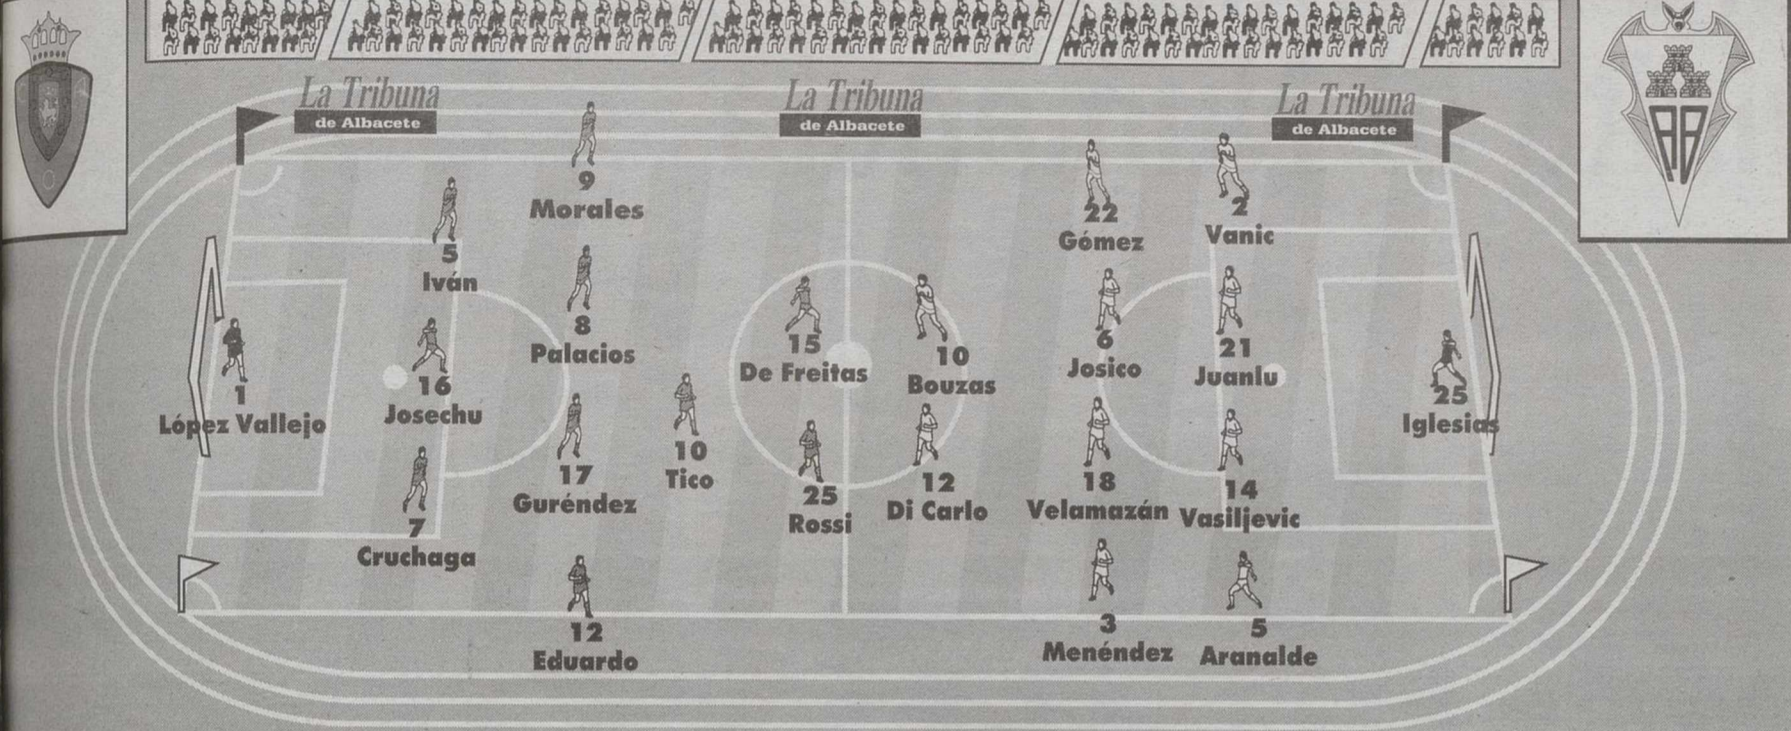 La Tribuna
de Albacete
La Tribuna
de Albacete
La Tribuna
de Albacete
AB
9
Morales
5
Iván
8
Palacios
1
López Vallejo
16
Josechu
17
Guréndez
7
Cruchaga
12
Eduardo
10
Tico
15
De Freitas
25
Rossi
10
Bouzas
12
Di Carlo
22
Gómez
2
Vanic
6
Josico
21
Juanlu
18
Velamazán
14
Vasiljevic
3
Menéndez
5
Aranalde
25
Iglesias